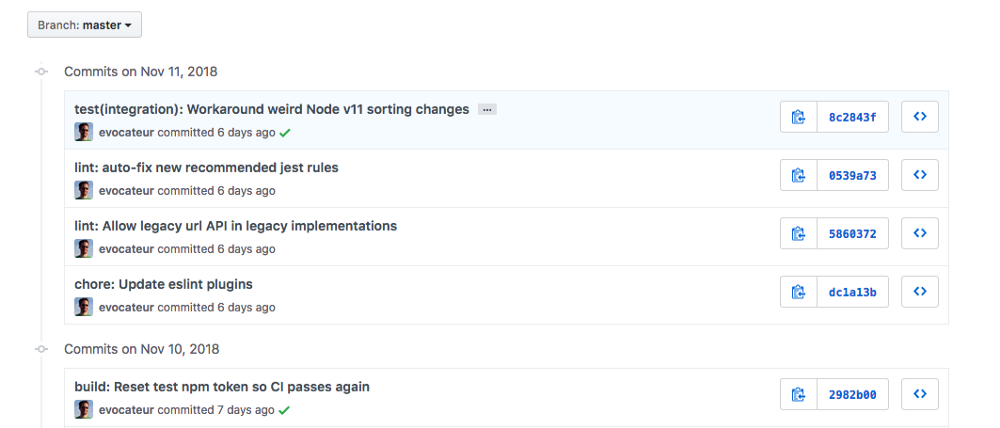 Branch: master
Commits on Nov 11, 2018
test(integration): Workaround weird Node v11 sorting changes ...
8c2843f
evocateur committed 6 days ago
lint: auto-fix new recommended jest rules
0539a73
evocateur committed 6 days ago
lint: Allow legacy url API in legacy implementations
5860372
evocateur committed 6 days ago
chore: Update eslint plugins
dc1a13b
evocateur committed 6 days ago
Commits on Nov 10, 2018
build: Reset test npm token so CI passes again
2982b00
evocateur committed 7 days ago